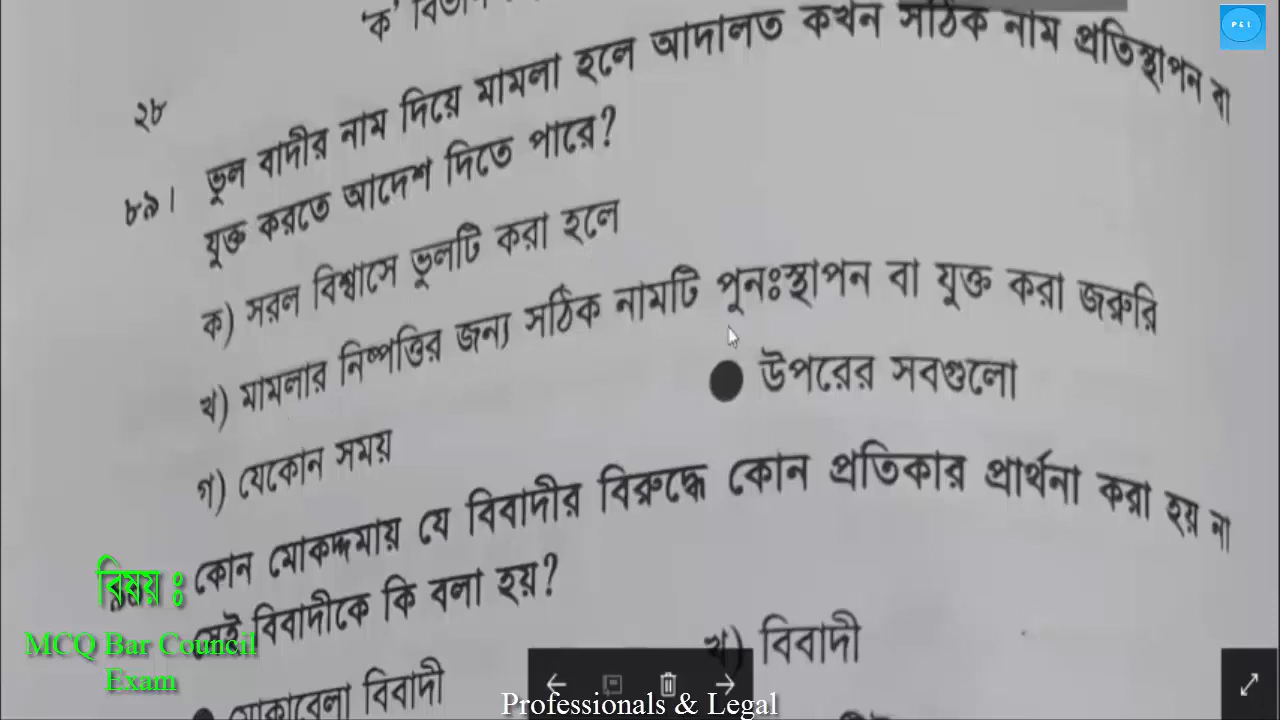 'ক' বিভাগ
P & L
২৮
৮৯। ভুল বাদীর নাম দিয়ে মামলা হলে আদালত কখন সঠিক নাম প্রতিস্থাপন বা
যুক্ত করতে আদেশ দিতে পারে?
ক) সরল বিশ্বাসে ভুলটি করা হলে
খ) মামলার নিষ্পত্তির জন্য সঠিক নামটি পুনঃস্থাপন বা যুক্ত করা জরুরি
গ) যেকোন সময়
উপরের সবগুলো
কোন মোকদ্দমায় যে বিবাদীর বিরুদ্ধে কোন প্রতিকার প্রার্থনা করা হয় না
সেই বিবাদীকে কি বলা হয়?
মোকাবেলা বিবাদী
খ) বিবাদী
বিষয় ঃ
MCQ Bar Council
Exam
Professionals & Legal